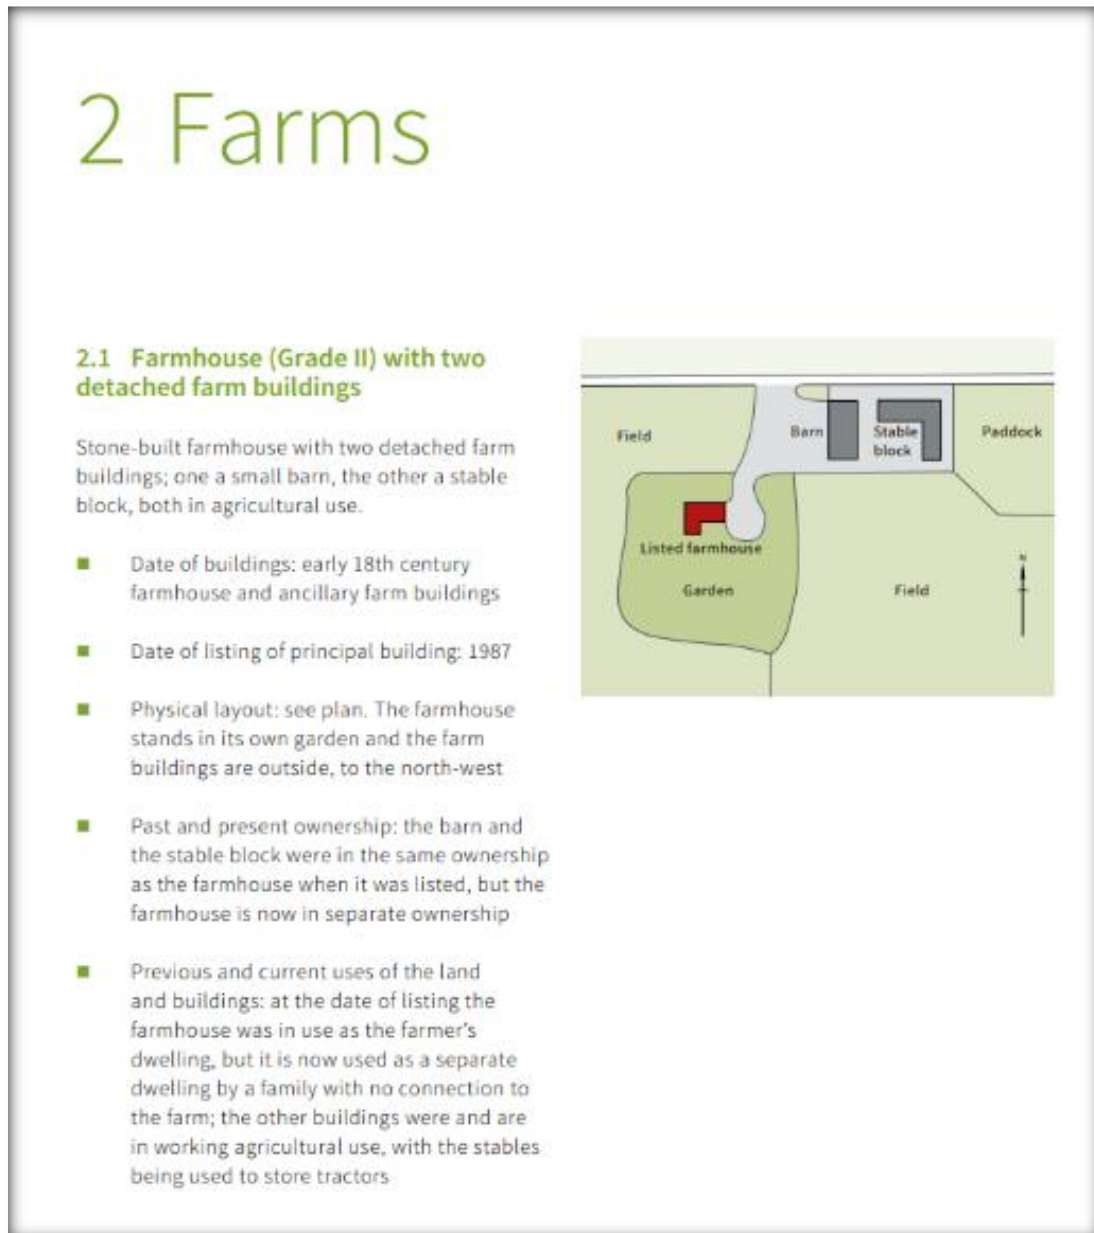 2 Farms
2.1 Farmhouse (Grade II) with two
detached farm buildings
Stone-built farmhouse with two detached farm
buildings; one a small barn, the other a stable
block, both in agricultural use.
■ Date of buildings: early 18th century
farmhouse and ancillary farm buildings
■ Date of listing of principal building: 1987
■ Physical layout: see plan. The farmhouse
stands in its own garden and the farm
buildings are outside, to the north-west
■ Past and present ownership: the barn and
the stable block were in the same ownership
as the farmhouse when it was listed, but the
farmhouse is now in separate ownership
■ Previous and current uses of the land
and buildings: at the date of listing the
farmhouse was in use as the farmer's
dwelling, but it is now used as a separate
dwelling by a family with no connection to
the farm; the other buildings were and are
in working agricultural use, with the stables
being used to store tractors
Field
Barn
Stable
block
Paddock
Listed farmhouse
Garden
Field
N